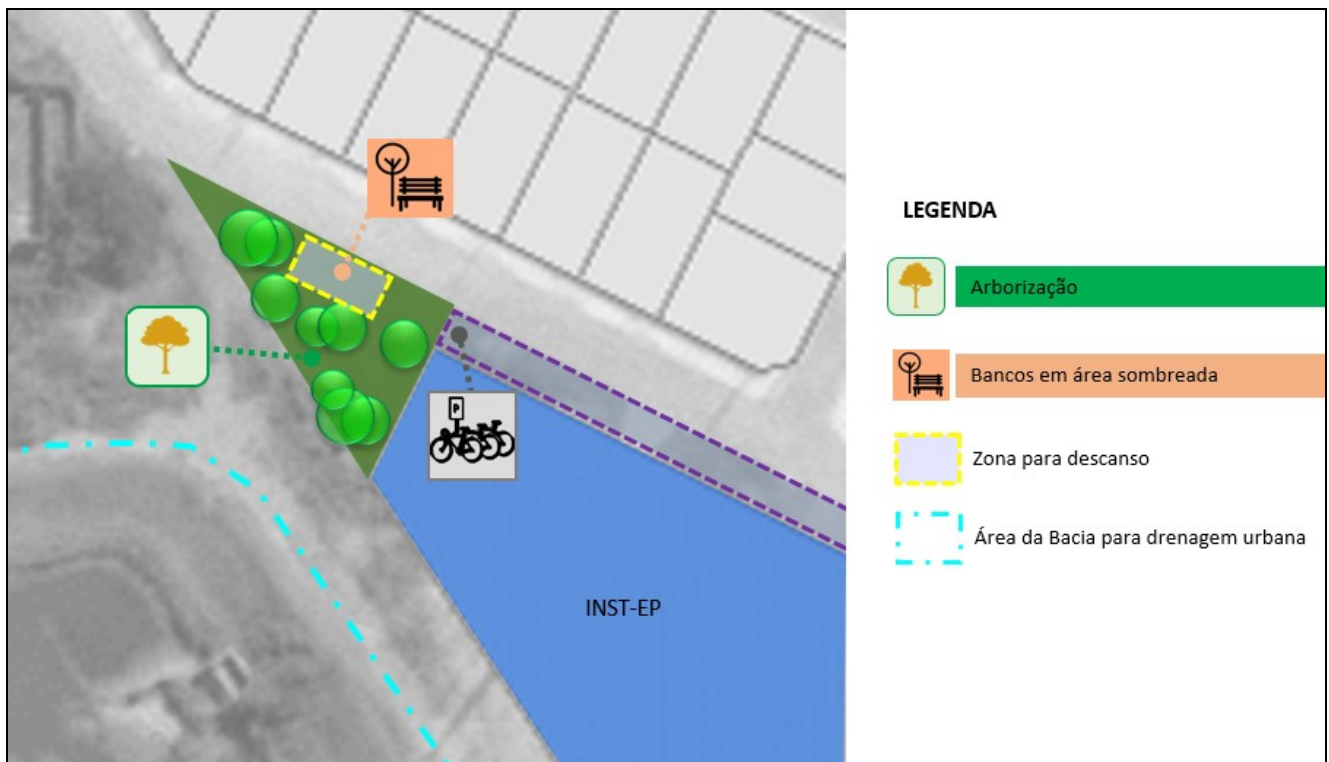 LEGENDA
Arborização
Bancos em área sombreada
Zona para descanso
Área da Bacia para drenagem urbana
P
INST-EP